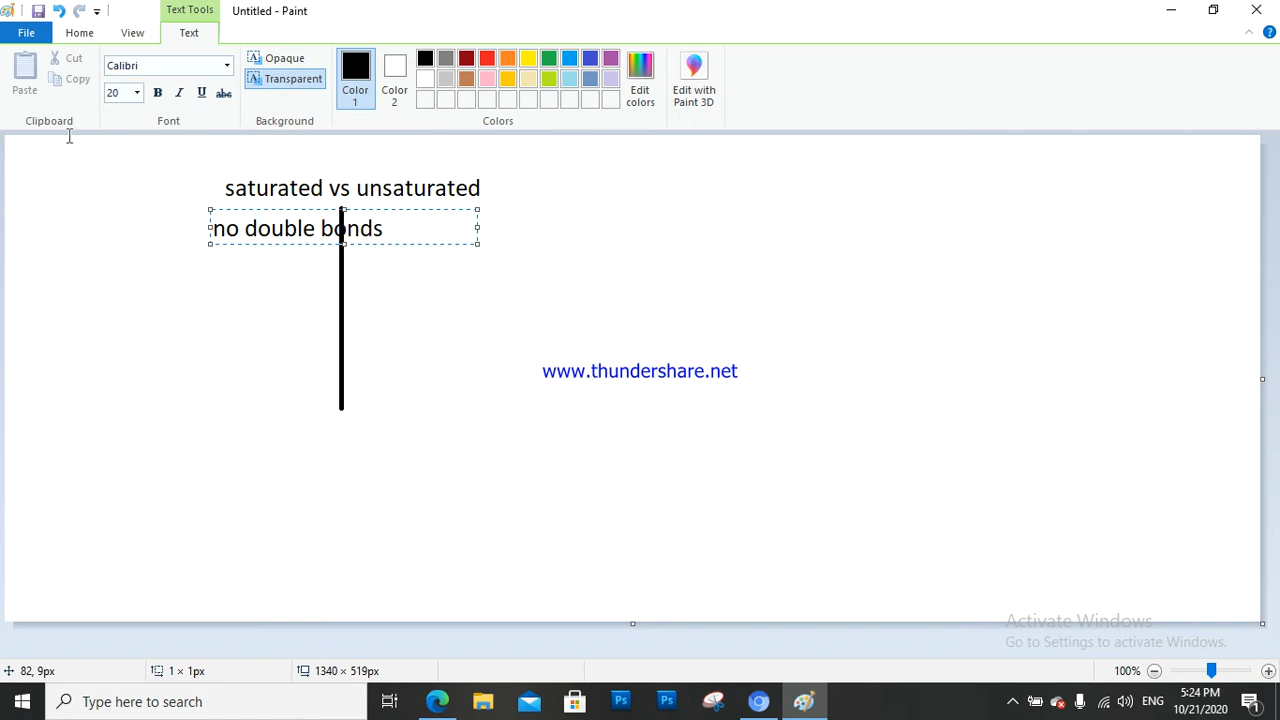 Text Tools
Untitled - Paint
File
Home
View
Text
Paste
Cut
Copy
Clipboard
Calibri
20
B
I
U
abc
Font
Opaque
Transparent
Background
Color 1
Color 2
Edit colors
Colors
Edit with Paint 3D
saturated vs unsaturated
no double bonds
www.thundershare.net
Activate Windows
Go to Settings to activate Windows.
82, 9px
1 × 1px
1340 × 519px
100%
Type here to search
Ps
Ps
ENG
5:24 PM
10/21/2020
1